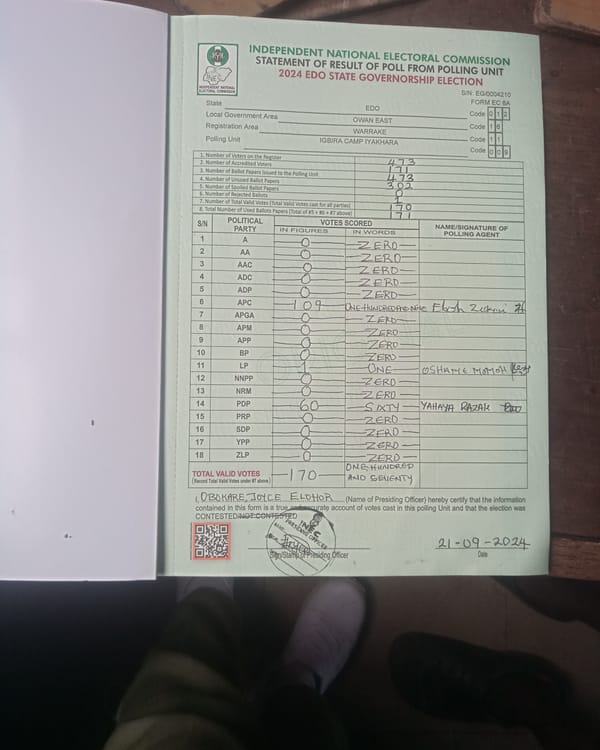 INDEPENDENT NATIONAL ELECTORAL COMMISSION
STATEMENT OF RESULT OF POLL FROM POLLING UNIT
2024 EDO STATE GOVERNORSHIP ELECTION
INEC
INDEPENDENT NATIONAL ELECTORAL COMMISSION
S/N: EG/0004210
FORM EC 8A
State EDO Code 0 1 2
Local Government Area OWAN EAST Code 1 6
Registration Area WARRAKE Code 1 1
Polling Unit IGBIRA CAMP IYAKHARA Code 0 0 9
1. Number of Voters on the Register 473
2. Number of Accredited Voters 171
3. Number of Ballot Papers Issued to the Polling Unit 473
4. Number of Unused Ballot Papers 302
5. Number of Spoiled Ballot Papers 0
6. Number of Rejected Ballots 1
7. Number of Total Valid Votes (Total Valid Votes cast for all parties) 170
8. Total Number of Used Ballots Papers (Total of #5 + #6 + #7 above) 171
S/N POLITICAL PARTY VOTES SCORED NAME/SIGNATURE OF POLLING AGENT
IN FIGURES IN WORDS
1 A 0 ZERO
2 AA 0 ZERO
3 AAC 0 ZERO
4 ADC 0 ZERO
5 ADP 0 ZERO
6 APC 109 ONE HUNDRED AND NINE
7 APGA 0 ZERO
8 APM 0 ZERO
9 APP 0 ZERO
10 BP 0 ZERO
11 LP 1 ONE OSHAME MOMOH
12 NNPP 0 ZERO
13 NRM 0 ZERO
14 PDP 60 SIXTY YAHAYA RAZAK
15 PRP 0 ZERO
16 SDP 0 ZERO
17 YPP 0 ZERO
18 ZLP 0 ZERO
TOTAL VALID VOTES 170 ONE HUNDRED AND SEVENTY
(Record Total Valid Votes under #7 above)
I, OBOKARE, JOYCE ELOHOR (Name of Presiding Officer) hereby certify that the information
contained in this form is a true and accurate account of votes cast in this polling Unit and that the election was
CONTESTED/NOT CONTESTED
INEC
PRESIDING OFFICER
Sign/Stamp of Presiding Officer
21-09-2024
Date